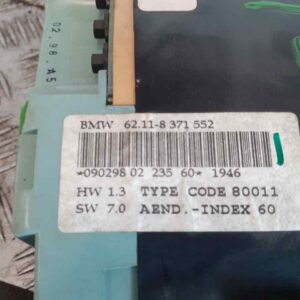 02.98. A5
BMW 62.11-8 371 552
*090298 02 235 60* 1946
HW 1.3 TYPE CODE 80011
SW 7.0 AEND.-INDEX 60